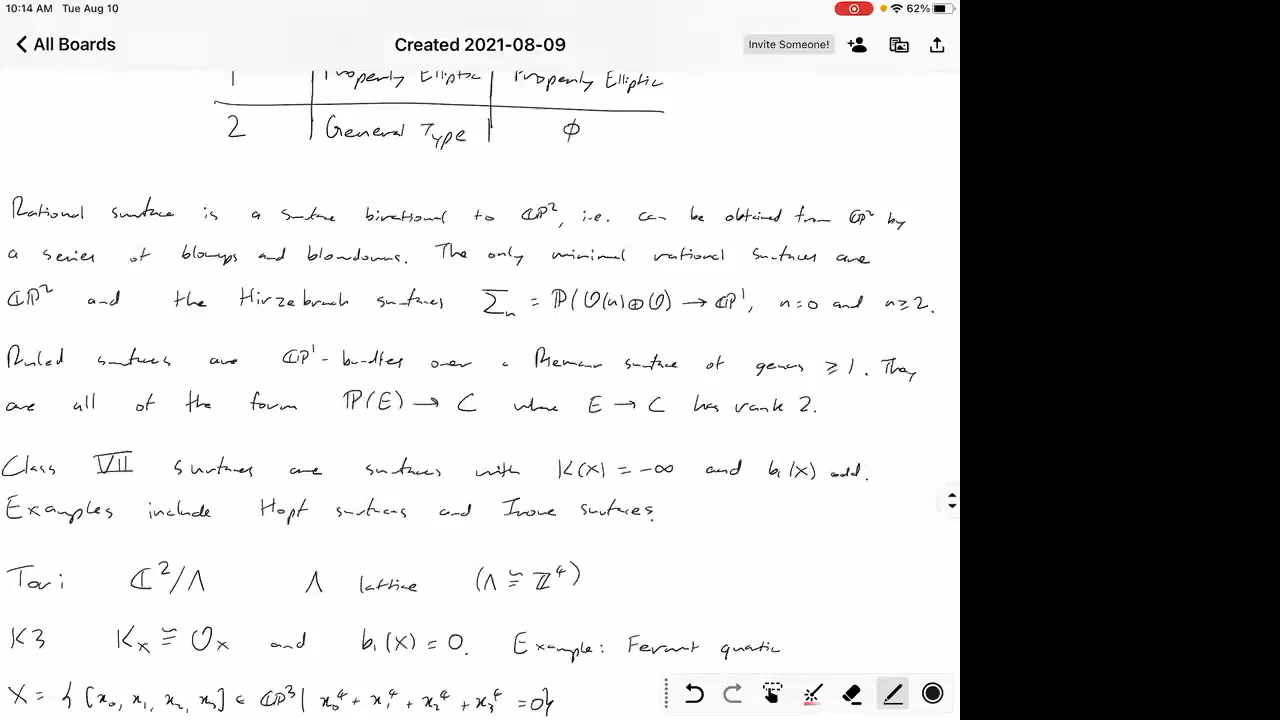 10:14 AM Tue Aug 10
62%
All Boards
Created 2021-08-09
Invite Someone!
1 | Properly Elliptic | Properly Elliptic
2 | General Type | ϕ
Rational surface is a surface birational to ℂℙ², i.e. can be obtained from ℂℙ² by
a series of blowups and blowdowns. The only minimal rational surfaces are
ℂℙ² and the Hirzebruch surfaces Σₙ = ℙ(O(n)⊕O) → ℂℙ¹, n=0 and n≥2.
Ruled surfaces are ℂℙ¹-bundles over a Riemann surface of genus ≥1. They
are all of the form ℙ(E) → C where E → C has rank 2.
Class VII surfaces are surfaces with K(X) = -∞ and b₁(X) odd.
Examples include Hopf surfaces and Inoue surfaces.
Tori ℂ²/Λ Λ lattice (Λ ≅ ℤ⁴)
K3 Kₓ ≅ Oₓ and b₁(X) = 0. Example: Fermat quartic
X = {[x₀, x₁, x₂, x₃] ∈ ℂℙ³ | x₀⁴ + x₁⁴ + x₂⁴ + x₃⁴ = 0}